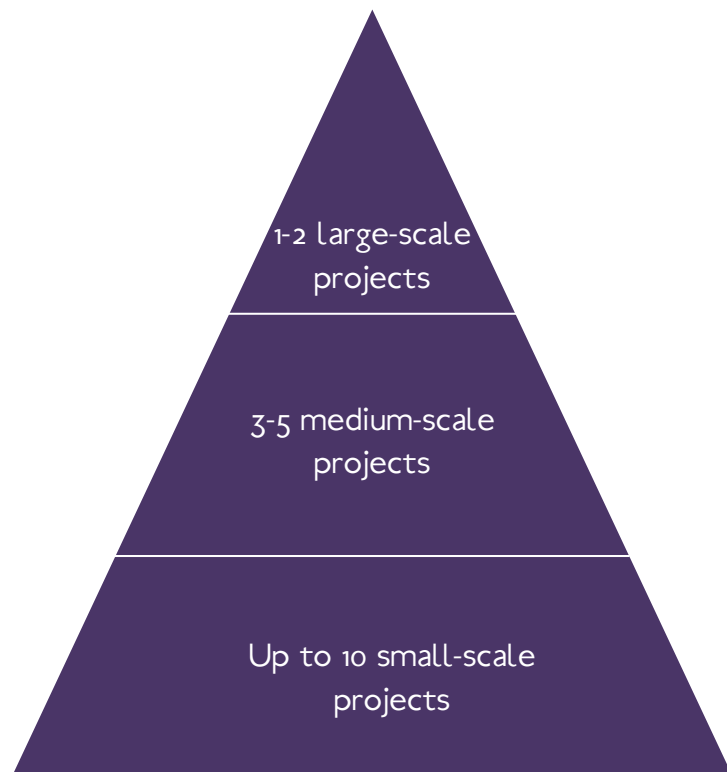 1-2 large-scale
projects
3-5 medium-scale
projects
Up to 10 small-scale
projects